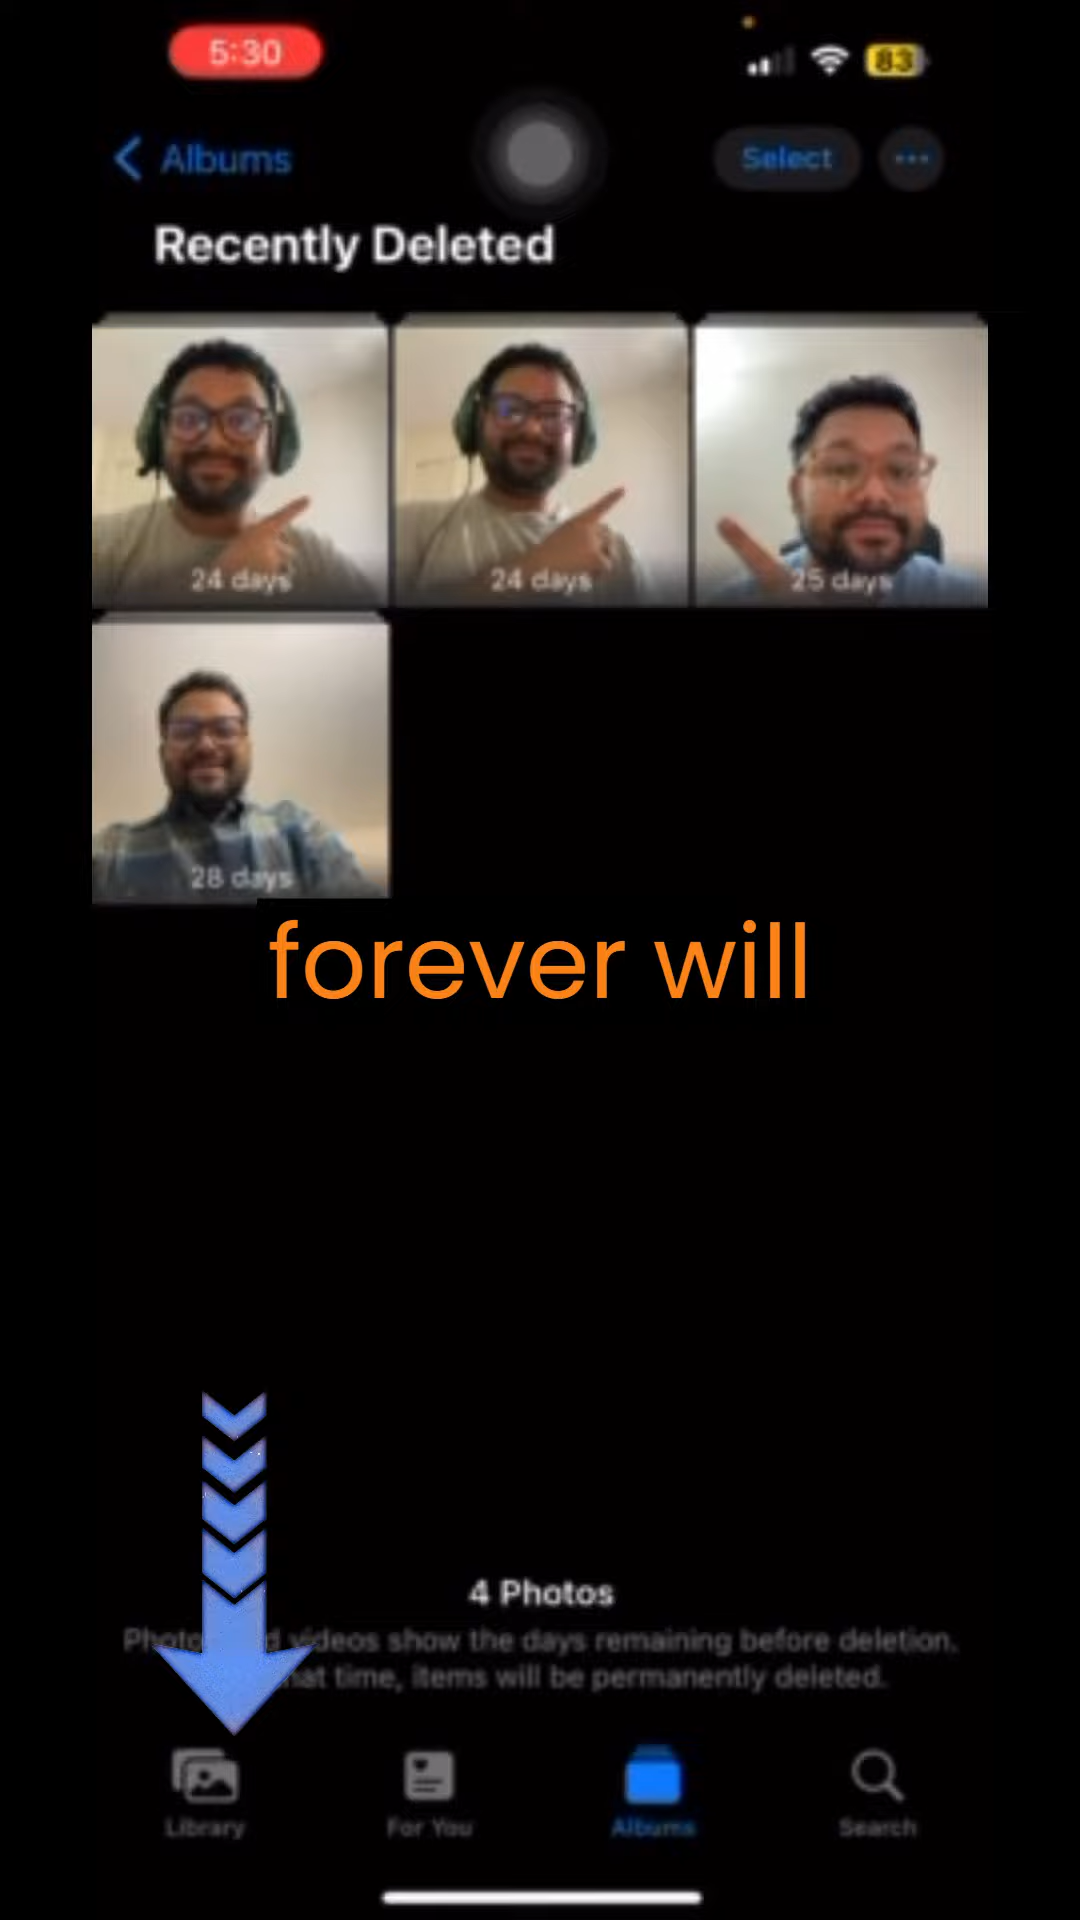 5:30
83
Albums
Select
Recently Deleted
24 days
24 days
25 days
28 days
forever will
4 Photos
videos show the days remaining before deletion.
time, items will be permanently deleted.
Library
For You
Albums
Search